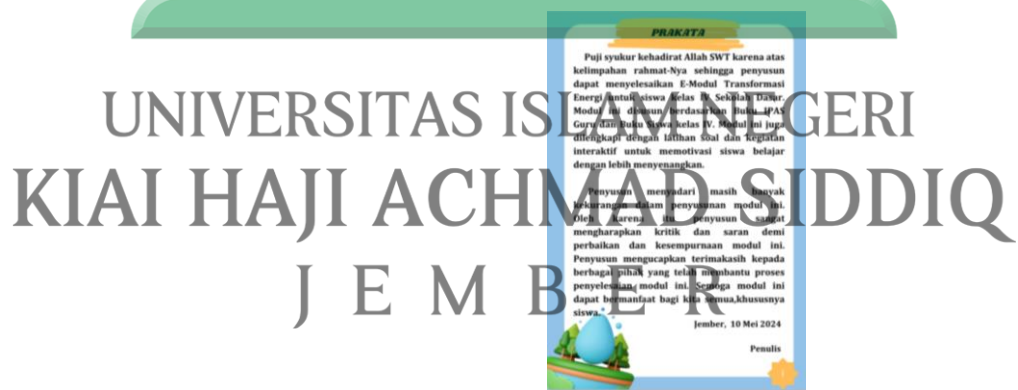 PRAKATA
Puji syukur kehadirat Allah SWT karena atas
kelimpahan rahmat-Nya sehingga penyusun
dapat menyelesaikan E-Modul Transformasi
Energi untuk siswa kelas IV Sekolah Dasar.
Modul ini disusun berdasarkan Buku IPAS
Guru dan Buku Siswa kelas IV. Modul ini juga
dilengkapi dengan latihan soal dan kegiatan
interaktif untuk memotivasi siswa belajar
dengan lebih menyenangkan.
Penyusun menyadari masih banyak
kekurangan dalam penyusunan modul ini.
Oleh karena itu penyusun sangat
mengharapkan kritik dan saran demi
perbaikan dan kesempurnaan modul ini.
Penyusun mengucapkan terimakasih kepada
berbagai pihak yang telah membantu proses
penyelesaian modul ini. Semoga modul ini
dapat bermanfaat bagi kita semua,khususnya
siswa.
Jember, 10 Mei 2024
Penulis
1
UNIVERSITAS ISLAM NEGERI
KIAI HAJI ACHMAD SIDDIQ
JEMBER